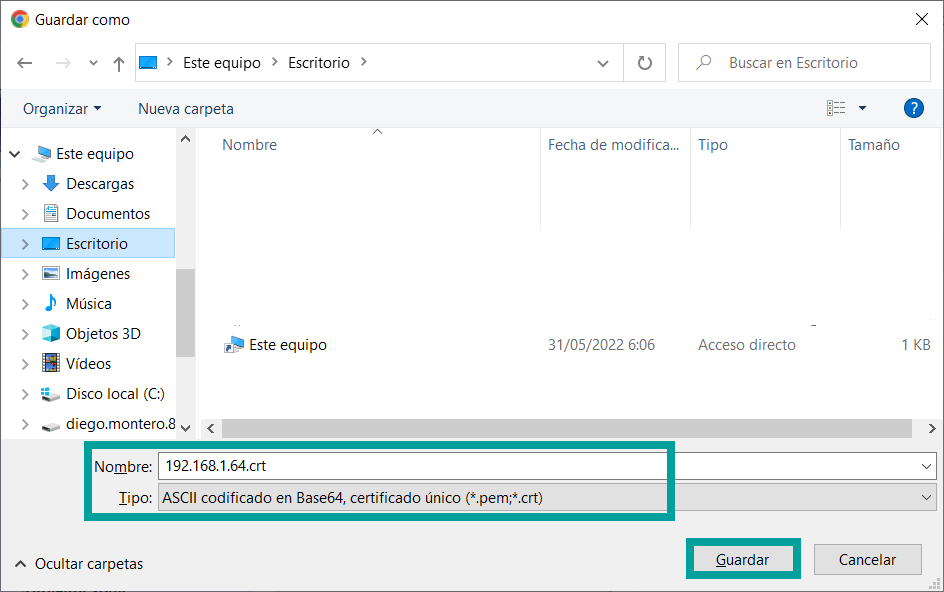 Guardar como
Este equipo Escritorio
Buscar en Escritorio
Organizar Nueva carpeta
?
Nombre Fecha de modifica... Tipo Tamaño
Este equipo
Descargas
Documentos
Escritorio
Imágenes
Música
Objetos 3D
Vídeos
Disco local (C:)
diego.montero.8
Este equipo 31/05/2022 6:06 Acceso directo 1 KB
Nombre: 192.168.1.64.crt
Tipo: ASCII codificado en Base64, certificado único (*.pem;*.crt)
Ocultar carpetas
Guardar Cancelar